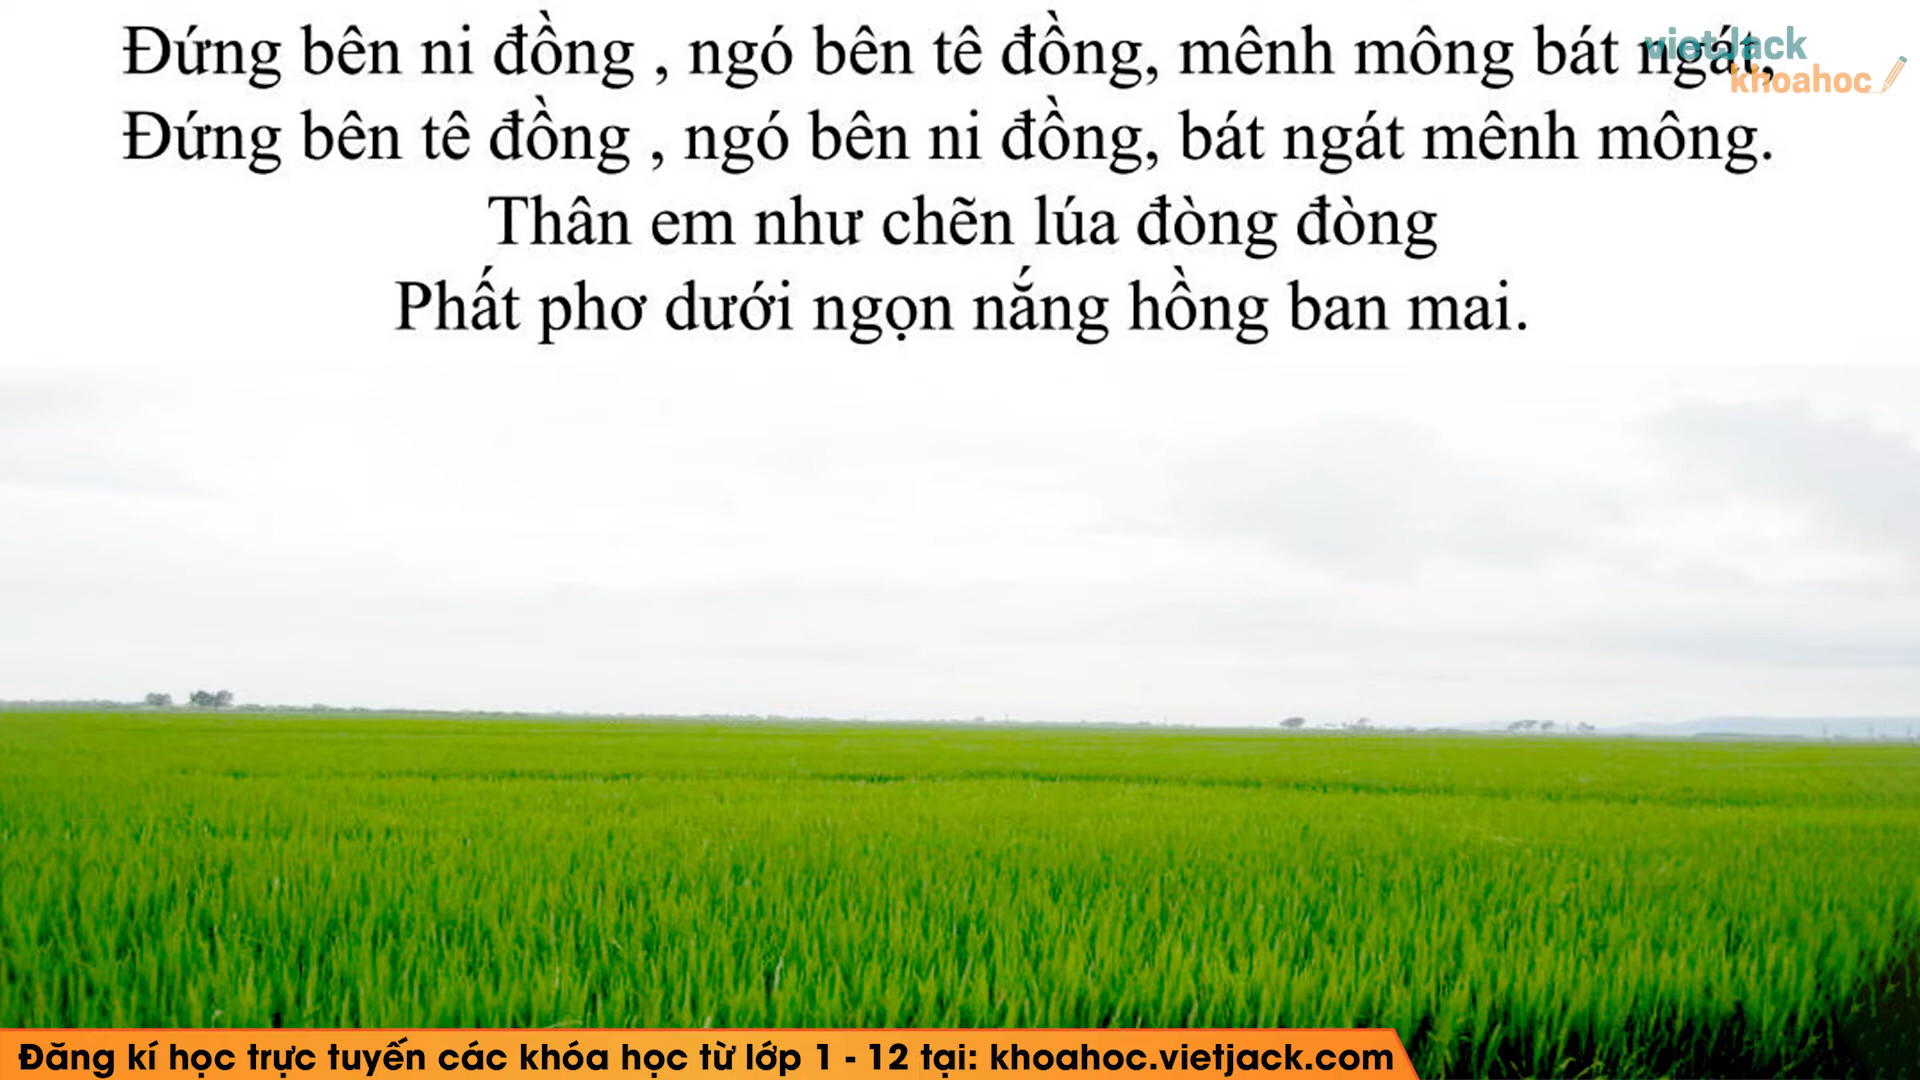 Đứng bên ni đồng , ngó bên tê đồng, mênh mông bát ngát,
vietJack
khoahoc
Đứng bên tê đồng , ngó bên ni đồng, bát ngát mênh mông.
Thân em như chẽn lúa đòng đòng
Phất phơ dưới ngọn nắng hồng ban mai.
Đăng kí học trực tuyến các khóa học từ lớp 1 - 12 tại: khoahoc.vietjack.com